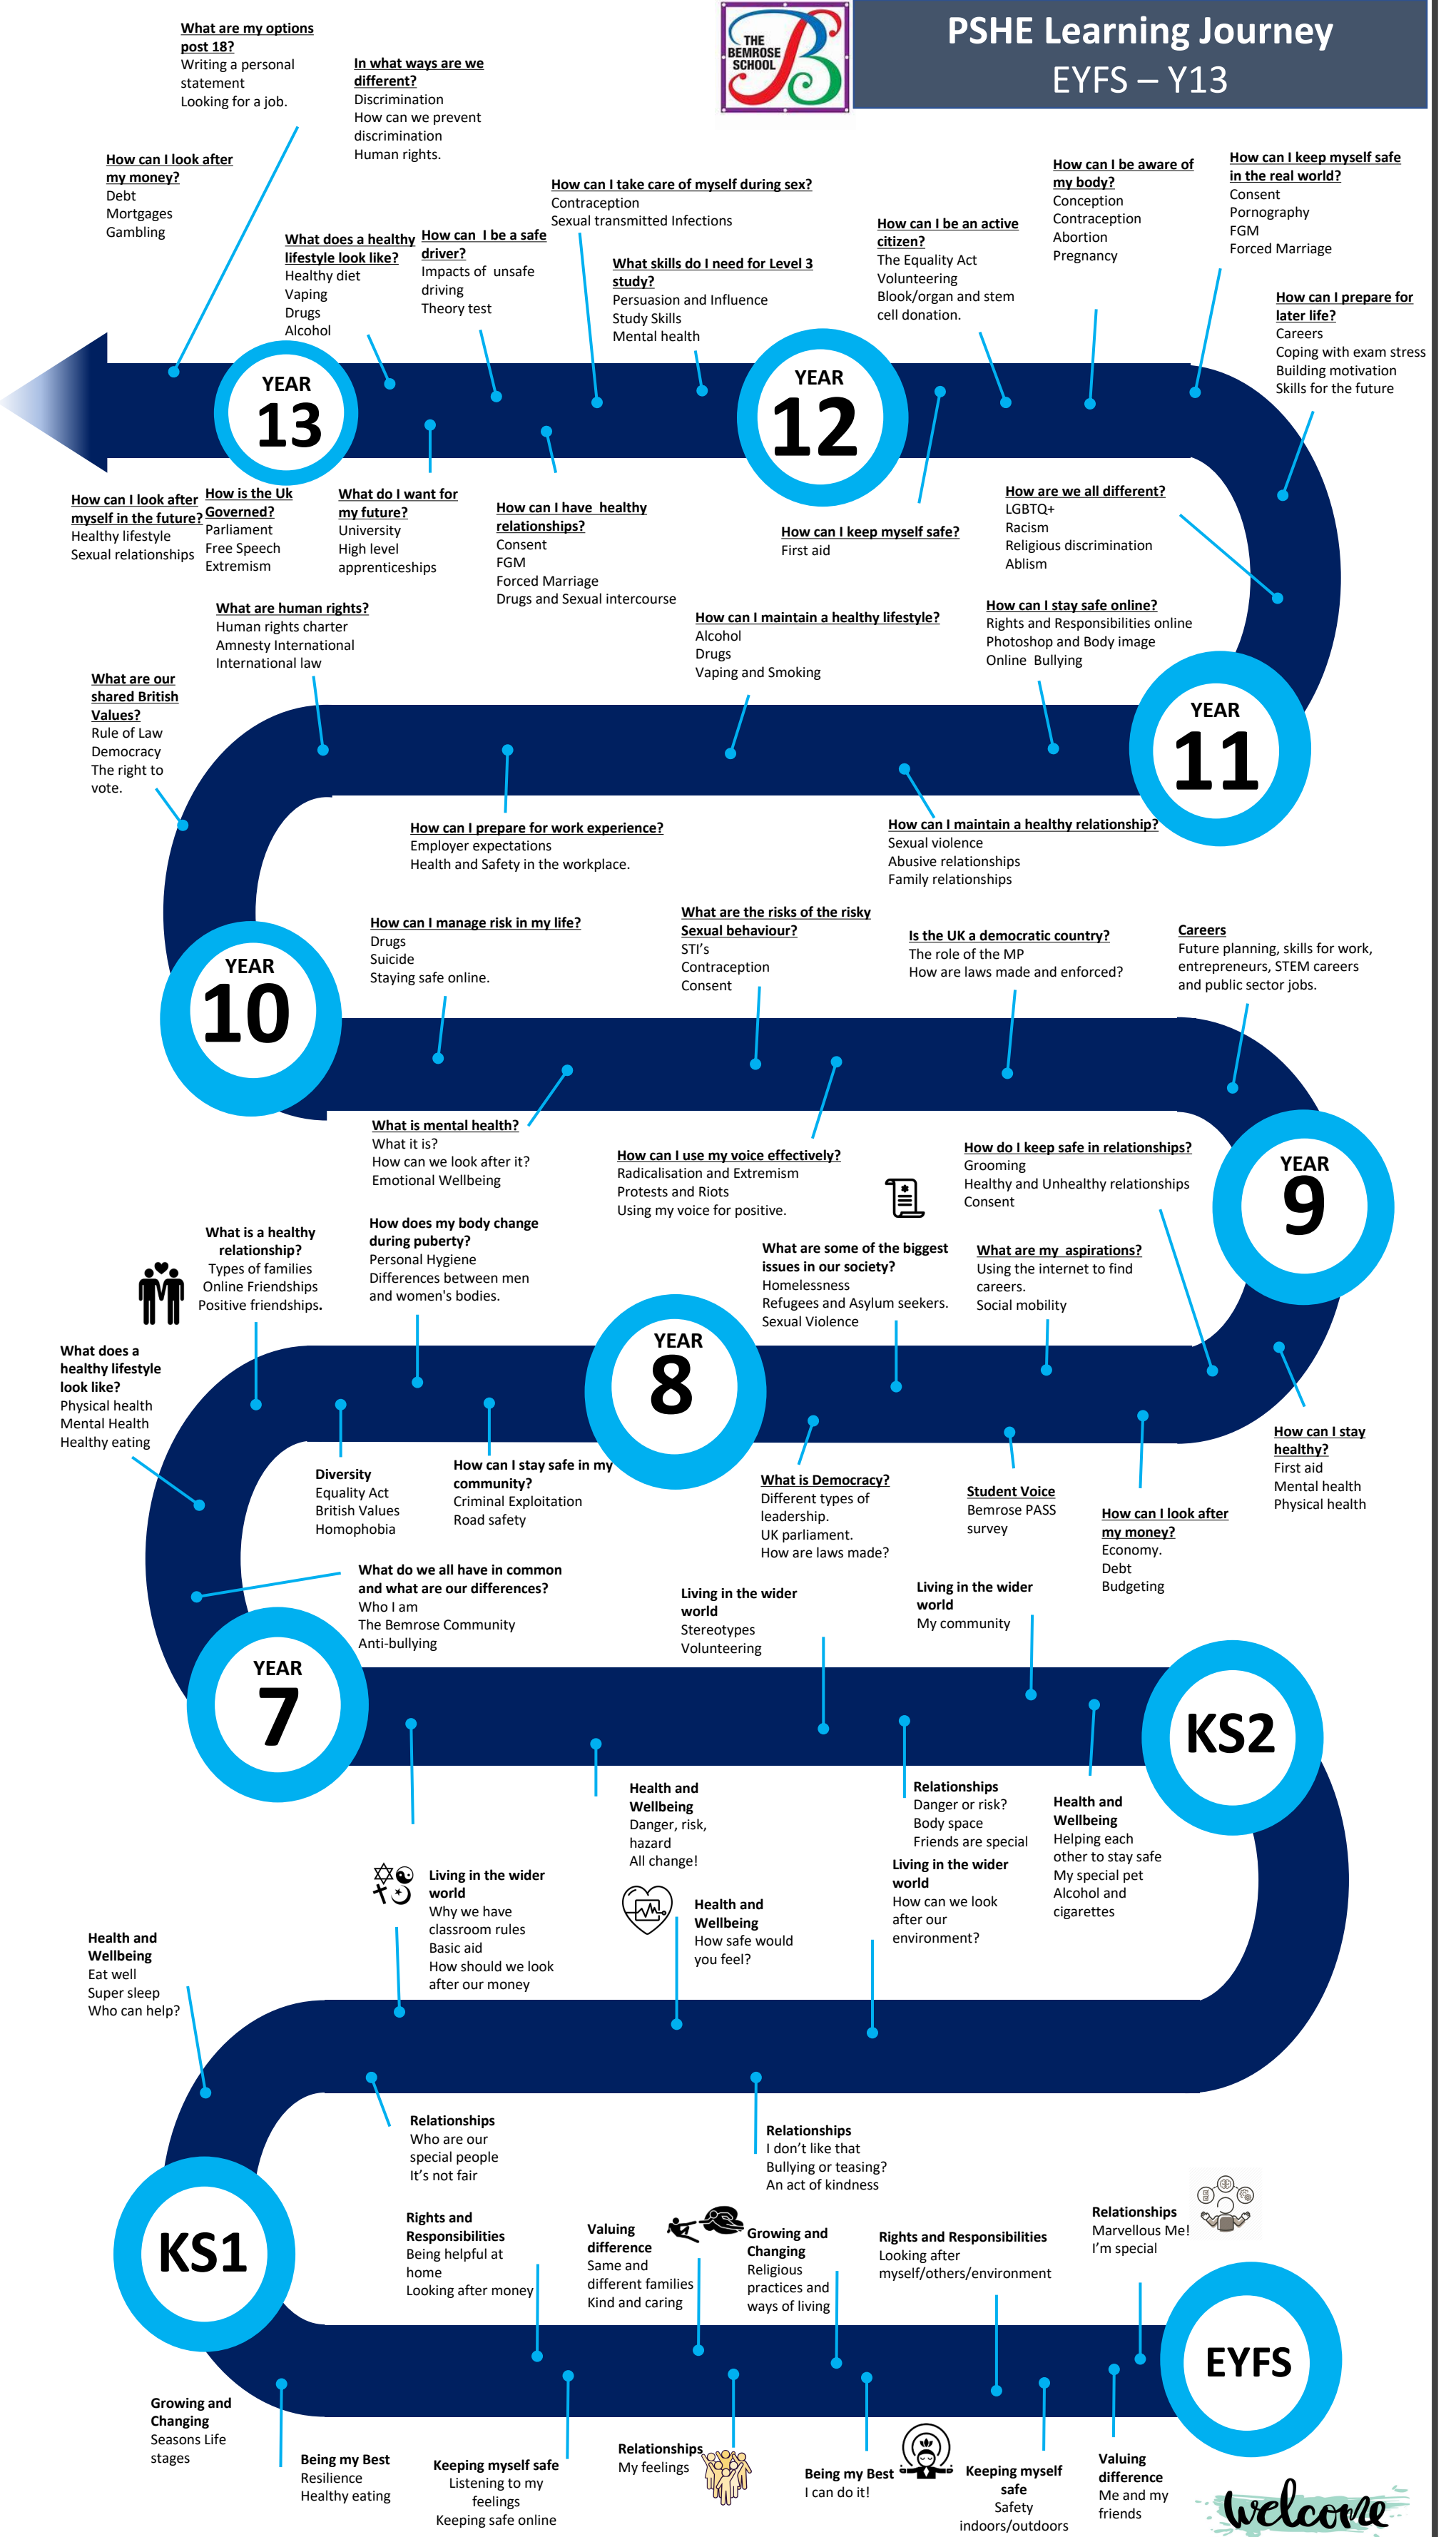 THE
BEMROSE
SCHOOL
PSHE Learning Journey
EYFS – Y13
What are my options
post 18?
Writing a personal
statement
Looking for a job.
In what ways are we
different?
Discrimination
How can we prevent
discrimination
Human rights.
How can I look after
my money?
Debt
Mortgages
Gambling
What does a healthy
lifestyle look like?
Healthy diet
Vaping
Drugs
Alcohol
How can  I be a safe
driver?
Impacts of  unsafe
driving
Theory test
How can I take care of myself during sex?
Contraception
Sexual transmitted Infections
What skills do I need for Level 3
study?
Persuasion and Influence
Study Skills
Mental health
How can I be an active
citizen?
The Equality Act
Volunteering
Blook/organ and stem
cell donation.
How can I be aware of
my body?
Conception
Contraception
Abortion
Pregnancy
How can I keep myself safe
in the real world?
Consent
Pornography
FGM
Forced Marriage
How can I prepare for
later life?
Careers
Coping with exam stress
Building motivation
Skills for the future
YEAR
13
YEAR
12
How can I look after
myself in the future?
Healthy lifestyle
Sexual relationships
How is the Uk
Governed?
Parliament
Free Speech
Extremism
What do I want for
my future?
University
High level
apprenticeships
How can I have  healthy
relationships?
Consent
FGM
Forced Marriage
Drugs and Sexual intercourse
How can I keep myself safe?
First aid
How are we all different?
LGBTQ+
Racism
Religious discrimination
Ablism
What are human rights?
Human rights charter
Amnesty International
International law
How can I maintain a healthy lifestyle?
Alcohol
Drugs
Vaping and Smoking
How can I stay safe online?
Rights and Responsibilities online
Photoshop and Body image
Online  Bullying
What are our
shared British
Values?
Rule of Law
Democracy
The right to
vote.
YEAR
11
How can I prepare for work experience?
Employer expectations
Health and Safety in the workplace.
How can I maintain a healthy relationship?
Sexual violence
Abusive relationships
Family relationships
How can I manage risk in my life?
Drugs
Suicide
Staying safe online.
What are the risks of the risky
Sexual behaviour?
STI's
Contraception
Consent
Is the UK a democratic country?
The role of the MP
How are laws made and enforced?
Careers
Future planning, skills for work,
entrepreneurs, STEM careers
and public sector jobs.
YEAR
10
What is mental health?
What it is?
How can we look after it?
Emotional Wellbeing
How can I use my voice effectively?
Radicalisation and Extremism
Protests and Riots
Using my voice for positive.
How do I keep safe in relationships?
Grooming
Healthy and Unhealthy relationships
Consent
YEAR
9
What is a healthy
relationship?
Types of families
Online Friendships
Positive friendships.
How does my body change
during puberty?
Personal Hygiene
Differences between men
and women's bodies.
What are some of the biggest
issues in our society?
Homelessness
Refugees and Asylum seekers.
Sexual Violence
What are my  aspirations?
Using the internet to find
careers.
Social mobility
What does a
healthy lifestyle
look like?
Physical health
Mental Health
Healthy eating
YEAR
8
Diversity
Equality Act
British Values
Homophobia
How can I stay safe in my
community?
Criminal Exploitation
Road safety
What is Democracy?
Different types of
leadership.
UK parliament.
How are laws made?
Student Voice
Bemrose PASS
survey
How can I look after
my money?
Economy.
Debt
Budgeting
How can I stay
healthy?
First aid
Mental health
Physical health
What do we all have in common
and what are our differences?
Who I am
The Bemrose Community
Anti-bullying
Living in the wider
world
Stereotypes
Volunteering
Living in the wider
world
My community
YEAR
7
KS2
Health and
Wellbeing
Danger, risk,
hazard
All change!
Relationships
Danger or risk?
Body space
Friends are special
Health and
Wellbeing
Helping each
other to stay safe
My special pet
Alcohol and
cigarettes
Living in the wider
world
Why we have
classroom rules
Basic aid
How should we look
after our money
Health and
Wellbeing
How safe would
you feel?
Living in the wider
world
How can we look
after our
environment?
Health and
Wellbeing
Eat well
Super sleep
Who can help?
Relationships
Who are our
special people
It's not fair
Relationships
I don't like that
Bullying or teasing?
An act of kindness
KS1
Rights and
Responsibilities
Being helpful at
home
Looking after money
Valuing
difference
Same and
different families
Kind and caring
Growing and
Changing
Religious
practices and
ways of living
Rights and Responsibilities
Looking after
myself/others/environment
Relationships
Marvellous Me!
I'm special
EYFS
Growing and
Changing
Seasons Life
stages
Being my Best
Resilience
Healthy eating
Keeping myself safe
Listening to my
feelings
Keeping safe online
Relationships
My feelings
Being my Best
I can do it!
Keeping myself
safe
Safety
indoors/outdoors
Valuing
difference
Me and my
friends
welcome